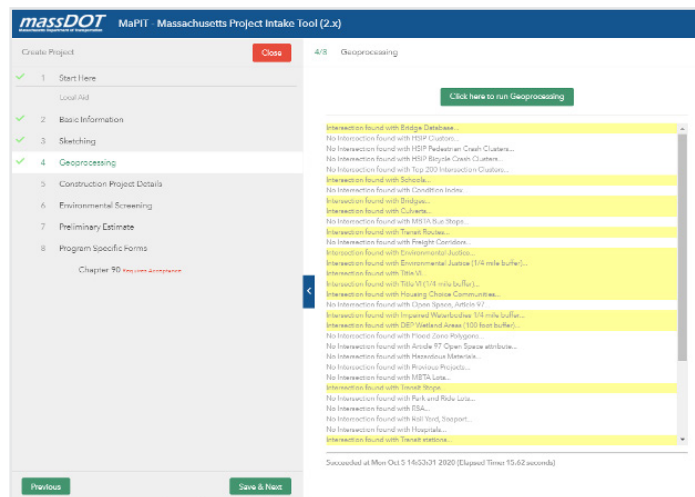 massDOT
Massachusetts Department of Transportation
MaPIT - Massachusetts Project Intake Tool (2.x)
Create Project
Close
1 Start Here
Local Aid
2 Basic Information
3 Sketching
4 Geoprocessing
5 Construction Project Details
6 Environmental Screening
7 Preliminary Estimate
8 Program Specific Forms
Chapter 90 Requires Acceptance
Previous
Save & Next
4/8 Geoprocessing
Click here to run Geoprocessing
Intersection found with Bridge Database...
No Intersection found with HSIP Clusters...
No Intersection found with HSIP Pedestrian Crash Clusters...
No Intersection found with HSIP Bicycle Crash Clusters...
No Intersection found with Top 200 Intersection Clusters...
Intersection found with Schools...
No Intersection found with Condition Index...
Intersection found with Bridges...
Intersection found with Culverts...
No Intersection found with MBTA Bus Stops...
Intersection found with Transit Routes...
No Intersection found with Freight Corridors...
Intersection found with Environmental Justice...
Intersection found with Environmental Justice (1/4 mile buffer)...
Intersection found with Title VI...
Intersection found with Title VI (1/4 mile buffer)...
Intersection found with Housing Choice Communities...
No Intersection found with Open Space, Article 97...
Intersection found with Impaired Waterbodies 1/4 mile buffer...
Intersection found with DEP Wetland Areas (100 foot buffer)...
No Intersection found with Flood Zone Polygons...
No Intersection found with Article 97 Open Space attribute...
No Intersection found with Hazardous Materials...
No Intersection found with Previous Projects...
No Intersection found with MBTA Lots...
Intersection found with Transit Stops...
No Intersection found with Park and Ride Lots...
No Intersection found with RSA...
No Intersection found with Rail Yard, Seaport...
No Intersection found with Hospitals...
Intersection found with Transit stations...
Succeeded at Mon Oct 5 14:53:31 2020 (Elapsed Time: 15.62 seconds)